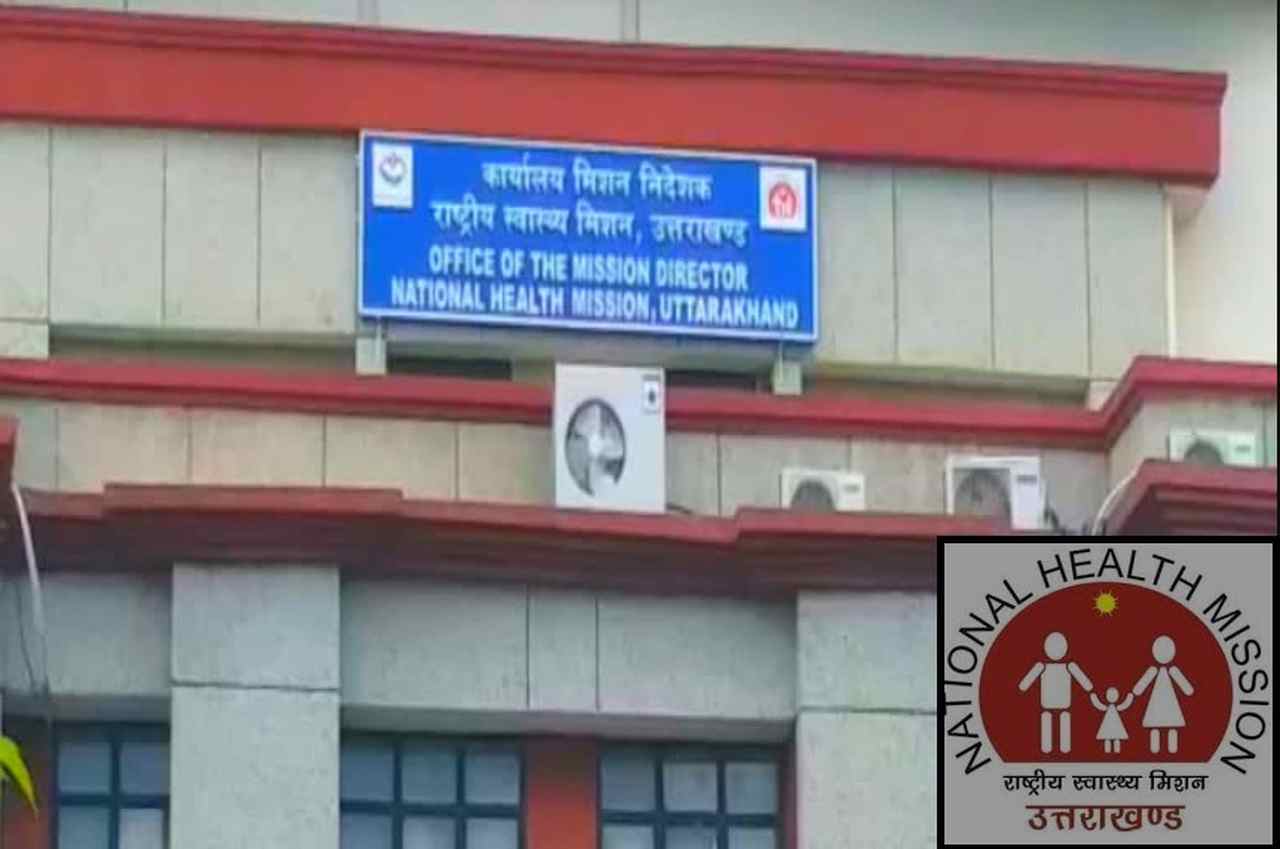 कार्यालय मिशन निदेशक
राष्ट्रीय स्वास्थ्य मिशन, उत्तराखण्ड
OFFICE OF THE MISSION DIRECTOR
NATIONAL HEALTH MISSION, UTTARAKHAND
NATIONAL HEALTH MISSION
राष्ट्रीय स्वास्थ्य मिशन
उत्तराखण्ड